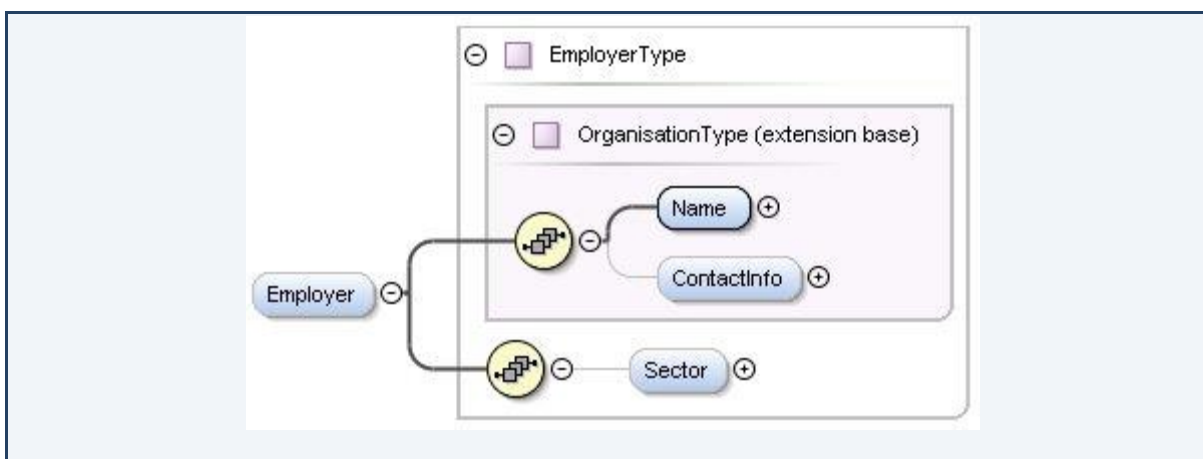 EmployerType
OrganisationType (extension base)
Name
ContactInfo
Employer
Sector